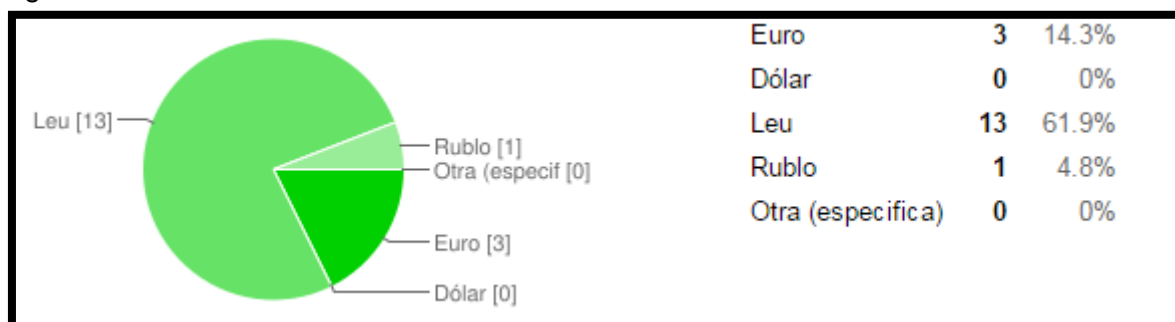 Leu [13]
Rublo [1]
Otra (especif [0]
Euro [3]
Dólar [0]
Euro 3 14.3%
Dólar 0 0%
Leu 13 61.9%
Rublo 1 4.8%
Otra (especifica) 0 0%